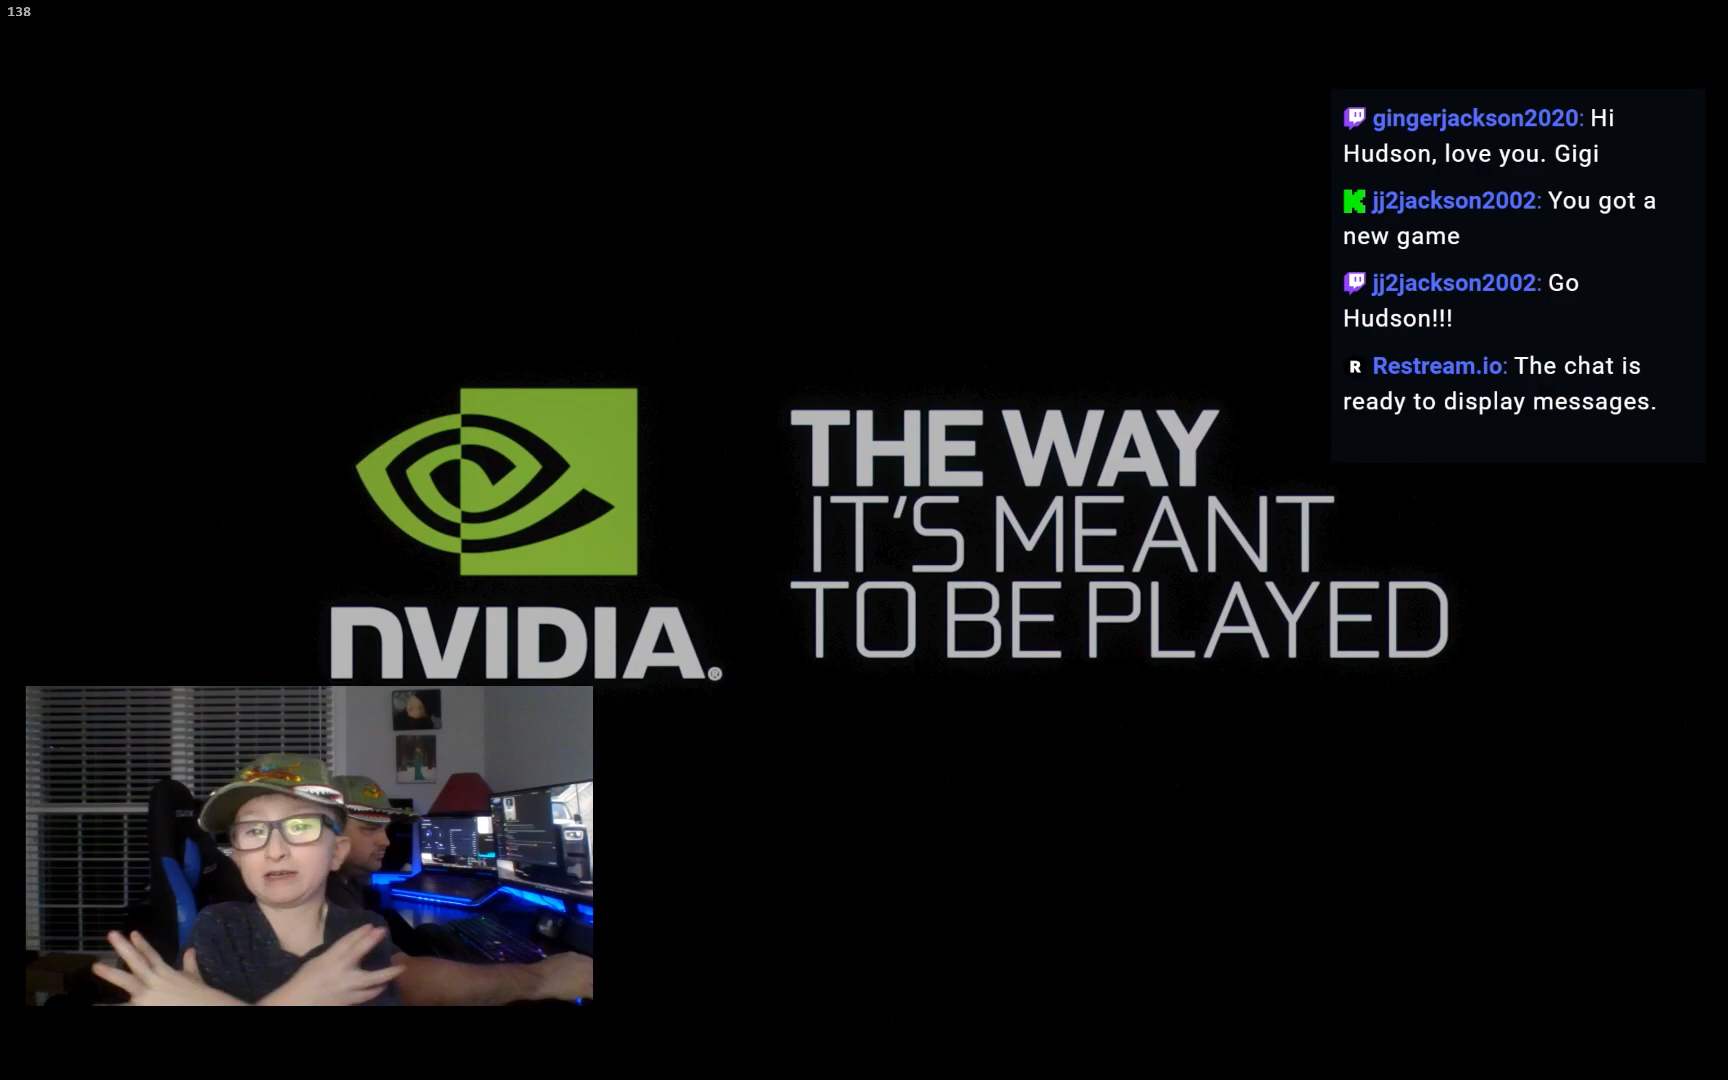 138
gingerjackson2020: Hi
Hudson, love you. Gigi
jj2jackson2002: You got a
new game
jj2jackson2002: Go
Hudson!!!
R Restream.io: The chat is
ready to display messages.
THE WAY
IT'S MEANT
TO BE PLAYED
NVIDIA®